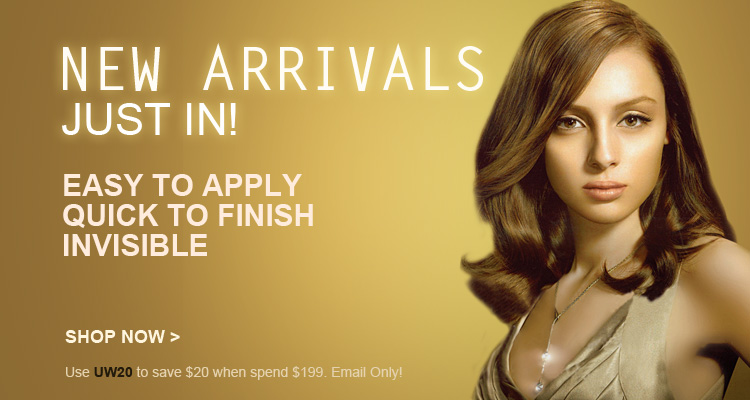 NEW ARRIVALS
JUST IN!
EASY TO APPLY
QUICK TO FINISH
INVISIBLE
SHOP NOW >
Use UW20 to save $20 when spend $199. Email Only!